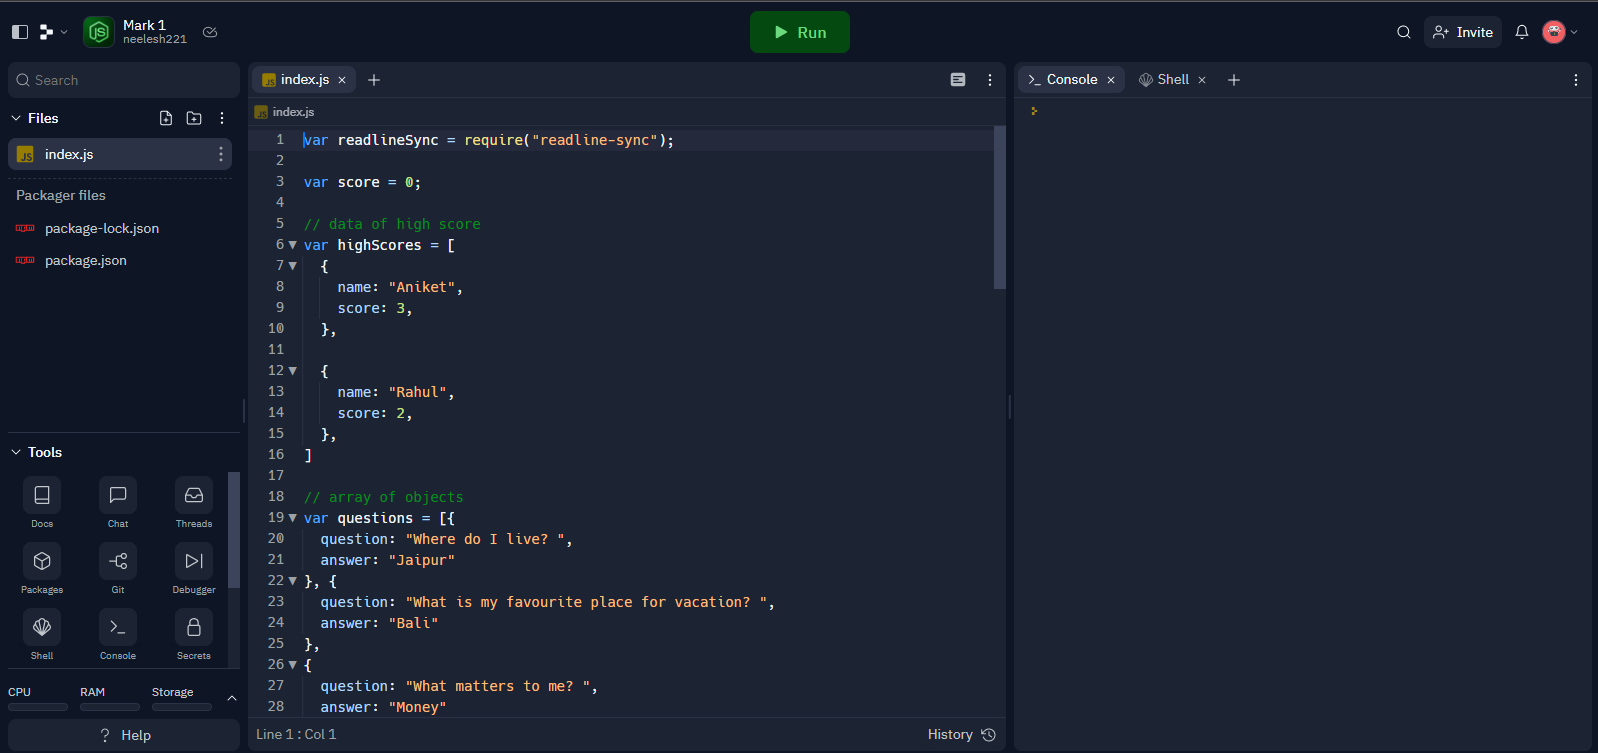 Mark 1
neelesh221
Run
Invite
Search
Files
index.js
Packager files
package-lock.json
package.json
Tools
Docs
Chat
Threads
Packages
Git
Debugger
Shell
Console
Secrets
CPU
RAM
Storage
? Help
JS index.js
JS index.js
1 var readlineSync = require("readline-sync");
2
3 var score = 0;
4
5 // data of high score
6 var highScores = [
7 {
8 name: "Aniket",
9 score: 3,
10 },
11
12 {
13 name: "Rahul",
14 score: 2,
15 },
16 ]
17
18 // array of objects
19 var questions = [{
20 question: "Where do I live? ",
21 answer: "Jaipur"
22 }, {
23 question: "What is my favourite place for vacation? ",
24 answer: "Bali"
25 },
26 {
27 question: "What matters to me? ",
28 answer: "Money"
Line 1 : Col 1
History
Console
Shell